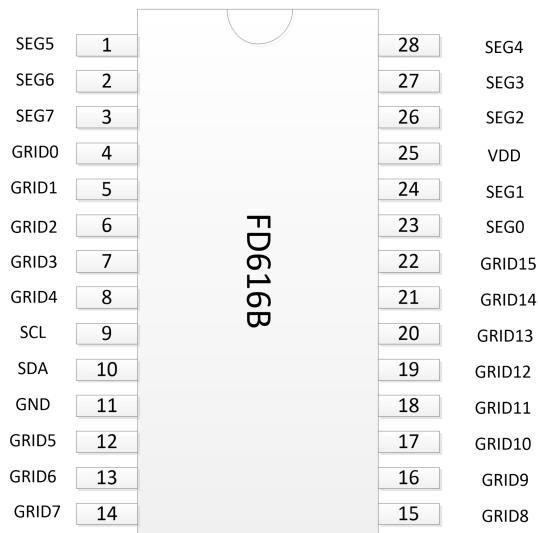 SEG5 1 28 SEG4
SEG6 2 27 SEG3
SEG7 3 26 SEG2
GRID0 4 25 VDD
GRID1 5 24 SEG1
GRID2 6 23 SEG0
GRID3 7 22 GRID15
GRID4 8 21 GRID14
SCL 9 20 GRID13
SDA 10 19 GRID12
GND 11 18 GRID11
GRID5 12 17 GRID10
GRID6 13 16 GRID9
GRID7 14 15 GRID8
FD616B